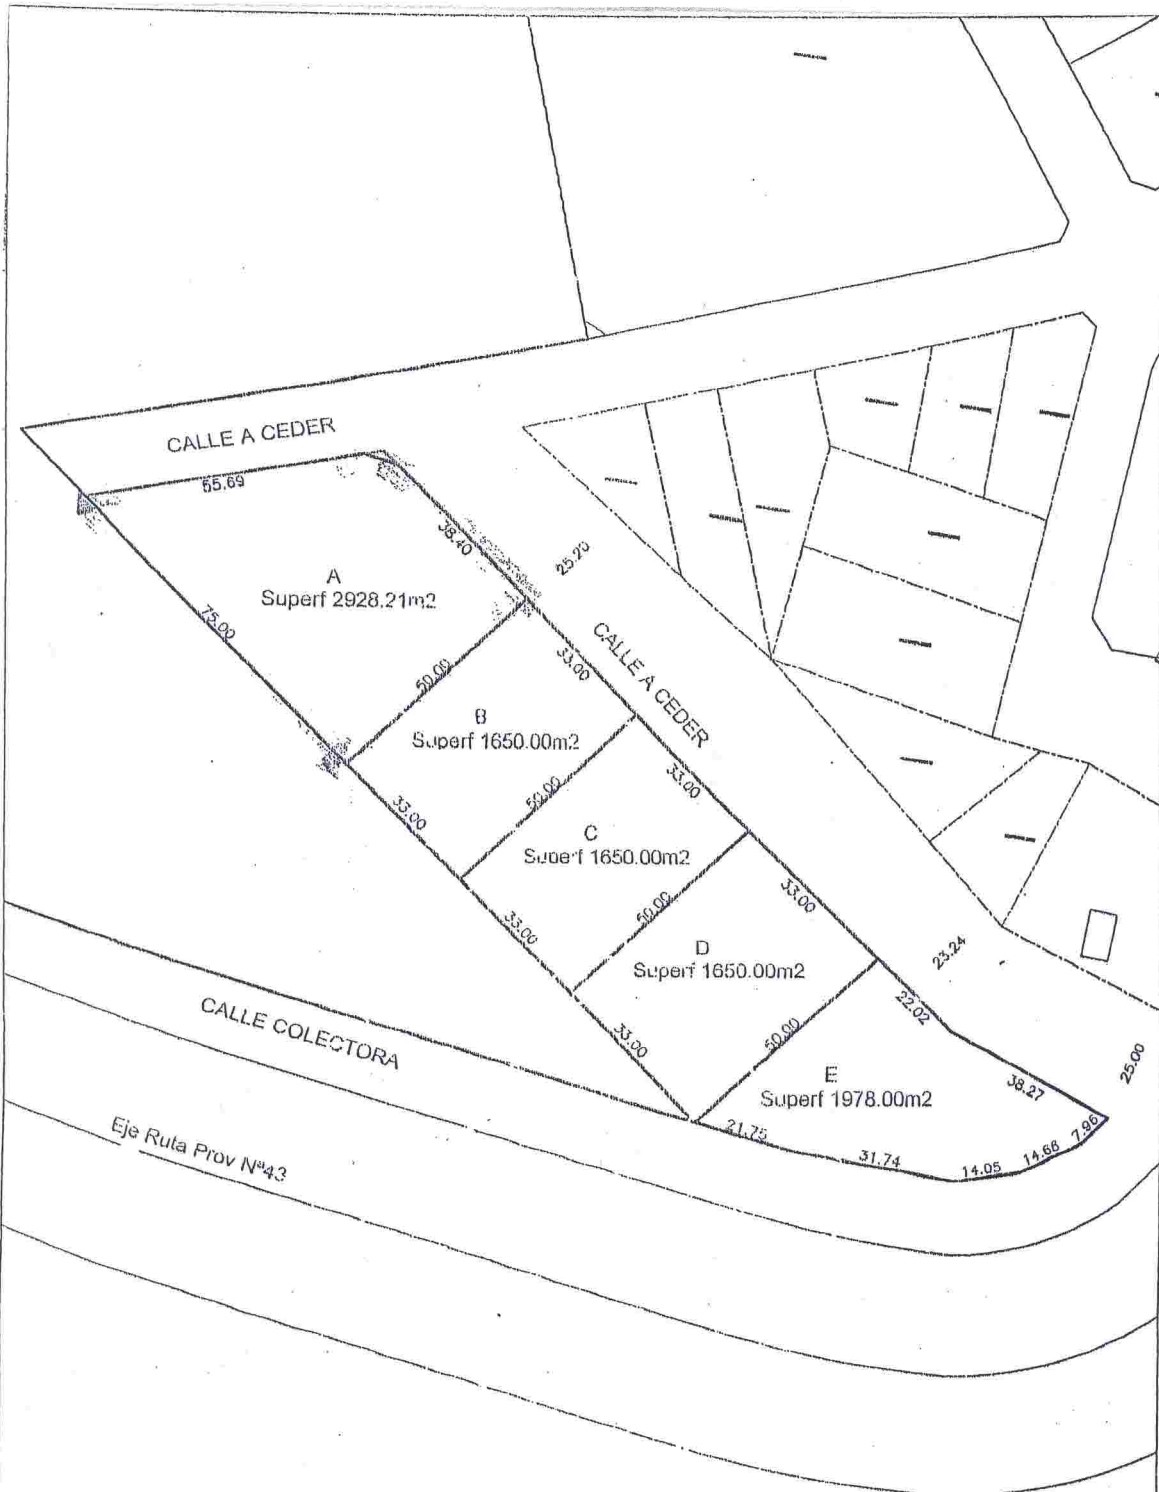 CALLE A CEDER
55.69
38.40
25.20
A
Superf 2928.21m2
75.00
CALLE A CEDER
33.00
50.00
B
Superf 1650.00m2
33.00
33.00
50.00
C
Superf 1650.00m2
33.00
33.00
50.00
D
Superf 1650.00m2
33.00
23.24
22.02
50.00
E
Superf 1978.00m2
38.27
25.00
21.75
31.74
14.05
14.66
7.96
CALLE COLECTORA
Eje Ruta Prov Nª43